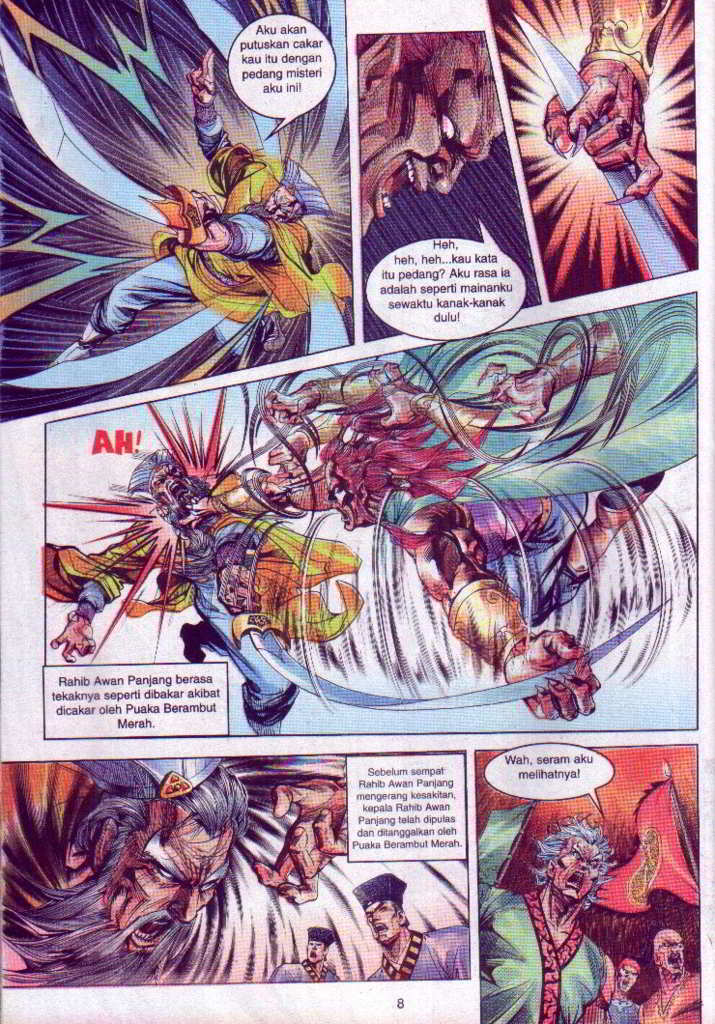 Aku akan
putuskan cakar
kau itu dengan
pedang misteri
aku ini!
Heh,
heh, heh...kau kata
itu pedang? Aku rasa ia
adalah seperti mainanku
sewaktu kanak-kanak
dulu!
AH!
Rahib Awan Panjang berasa
tekaknya seperti dibakar akibat
dicakar oleh Puaka Berambut
Merah.
Sebelum sempat
Rahib Awan Panjang
mengerang kesakitan,
kepala Rahib Awan
Panjang telah dipulas
dan ditanggalkan oleh
Puaka Berambut Merah.
Wah, seram aku
melihatnya!
8